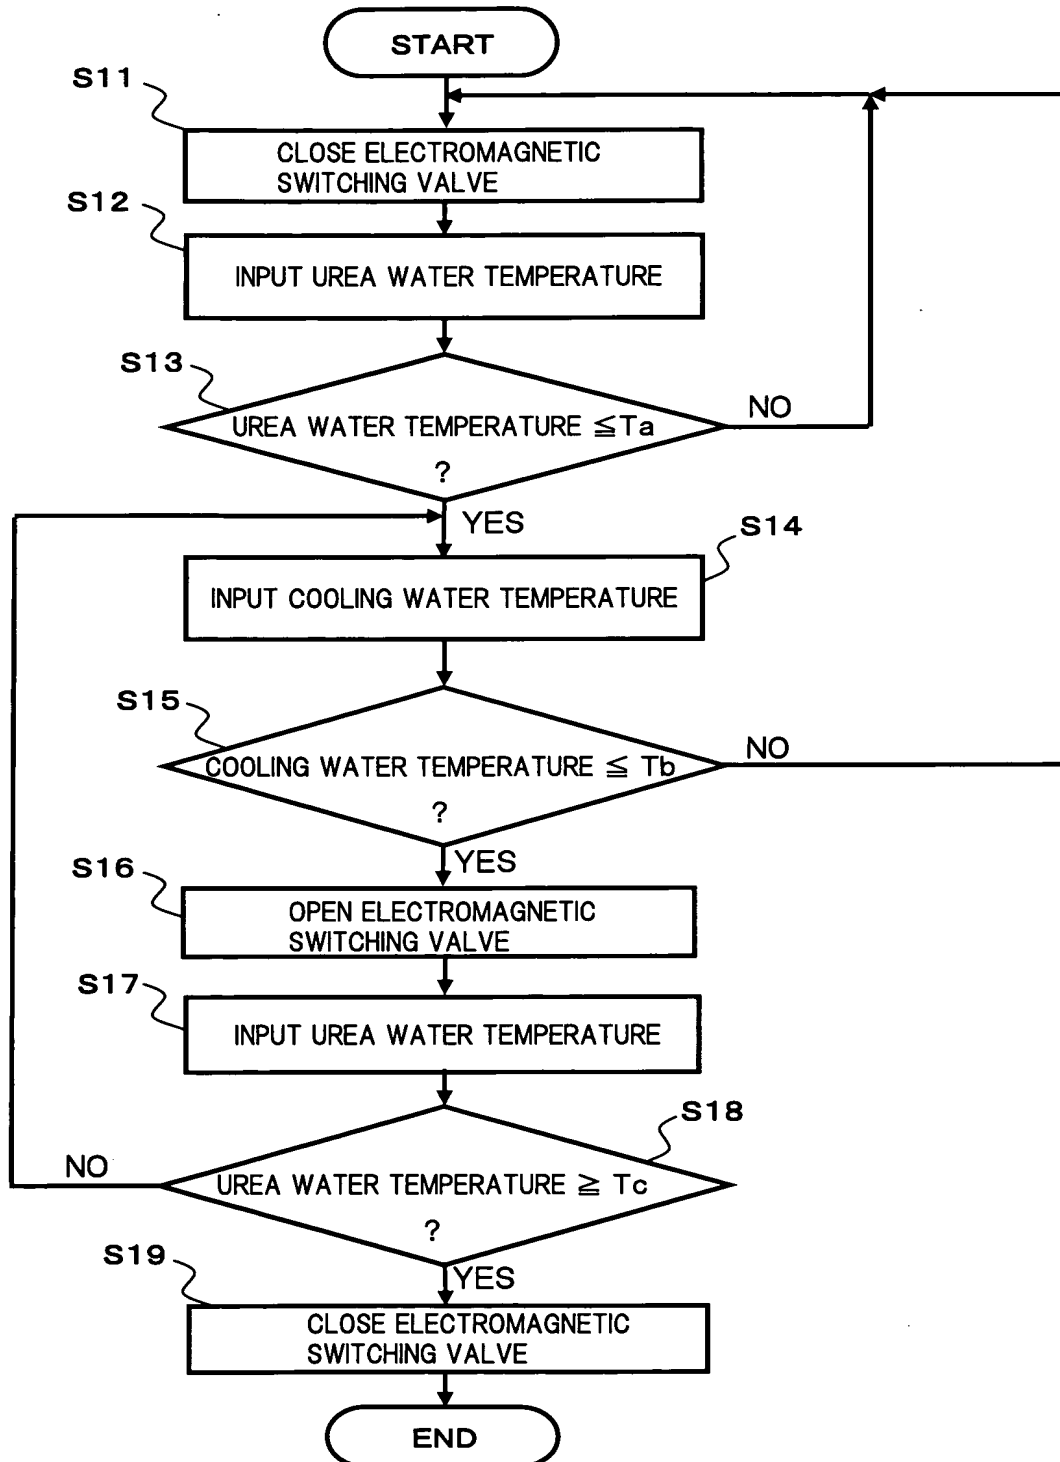 START
S11
CLOSE ELECTROMAGNETIC
SWITCHING VALVE
S12
INPUT UREA WATER TEMPERATURE
S13
UREA WATER TEMPERATURE ≦Ta
?
NO
YES
S14
INPUT COOLING WATER TEMPERATURE
S15
COOLING WATER TEMPERATURE ≦ Tb
?
NO
YES
S16
OPEN ELECTROMAGNETIC
SWITCHING VALVE
S17
INPUT UREA WATER TEMPERATURE
S18
UREA WATER TEMPERATURE ≧ Tc
?
NO
YES
S19
CLOSE ELECTROMAGNETIC
SWITCHING VALVE
END